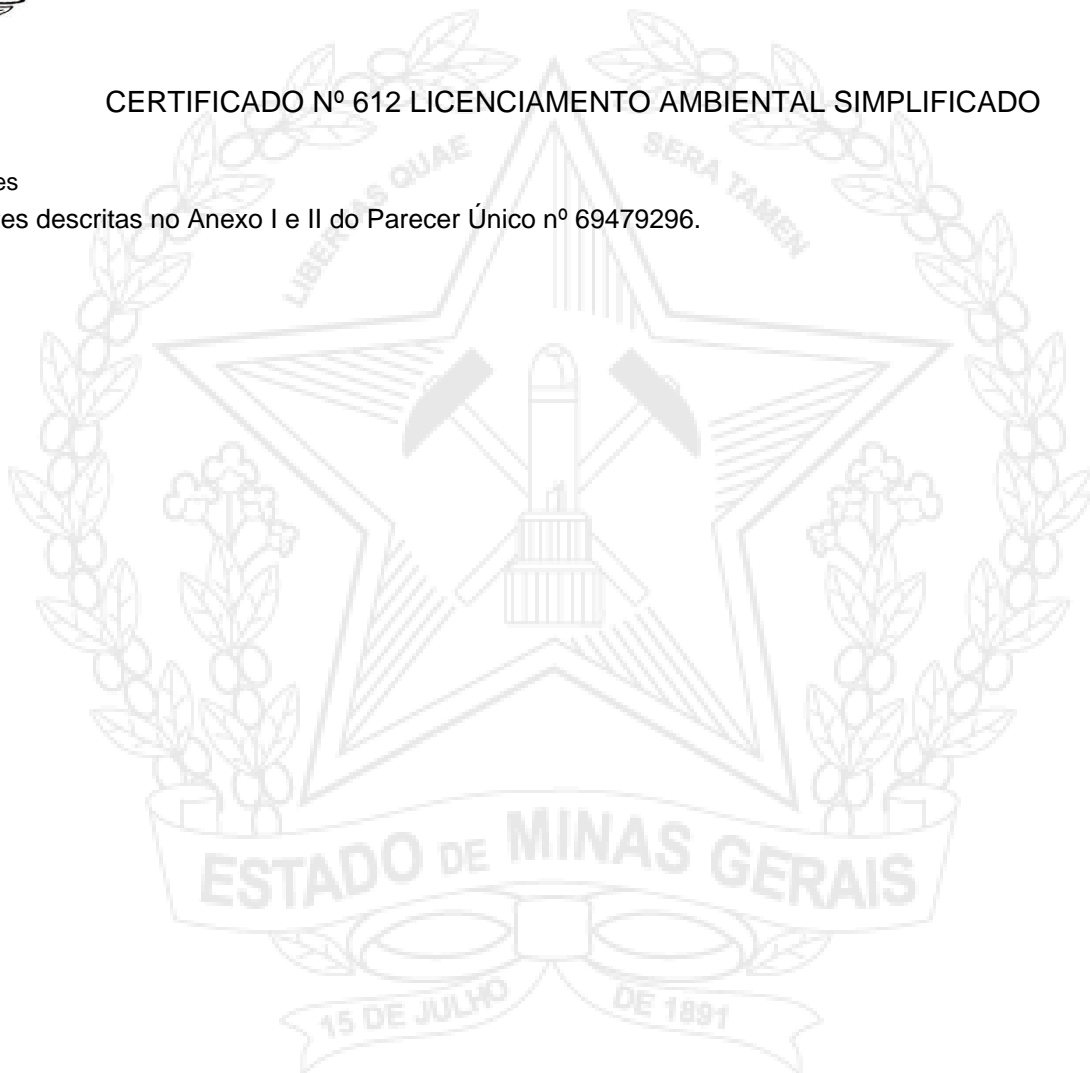 CERTIFICADO Nº 612 LICENCIAMENTO AMBIENTAL SIMPLIFICADO
es
es descritas no Anexo I e II do Parecer Único nº 69479296.
LIBERTAS QUAE SERA TAMEN
ESTADO DE MINAS GERAIS
15 DE JULHO DE 1891